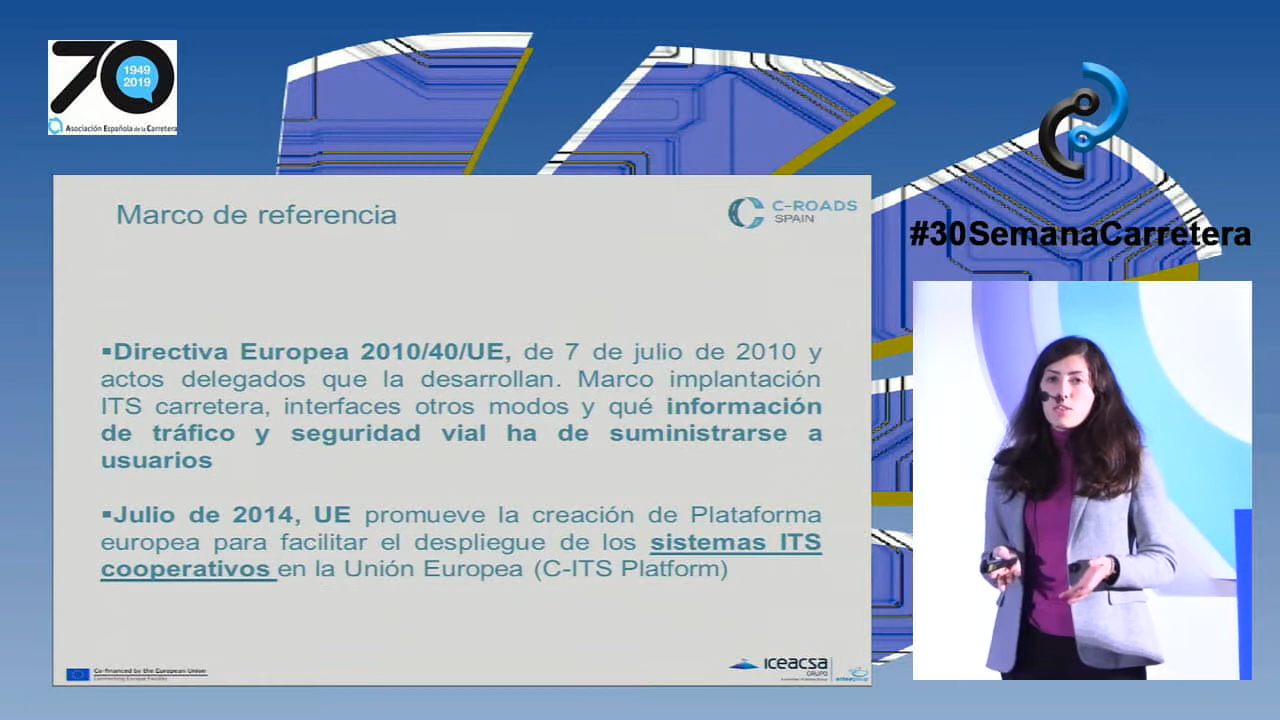 70
1949
2019
Asociación Española de la Carretera
#30SemanaCarretera
Marco de referencia
C-ROADS
SPAIN
▪Directiva Europea 2010/40/UE, de 7 de julio de 2010 y
actos delegados que la desarrollan. Marco implantación
ITS carretera, interfaces otros modos y qué información
de tráfico y seguridad vial ha de suministrarse a
usuarios
▪Julio de 2014, UE promueve la creación de Plataforma
europea para facilitar el despliegue de los sistemas ITS
cooperativos en la Unión Europea (C-ITS Platform)
Co-financed by the European Union
Connecting Europe Facility
ICEACSA
GRUPO